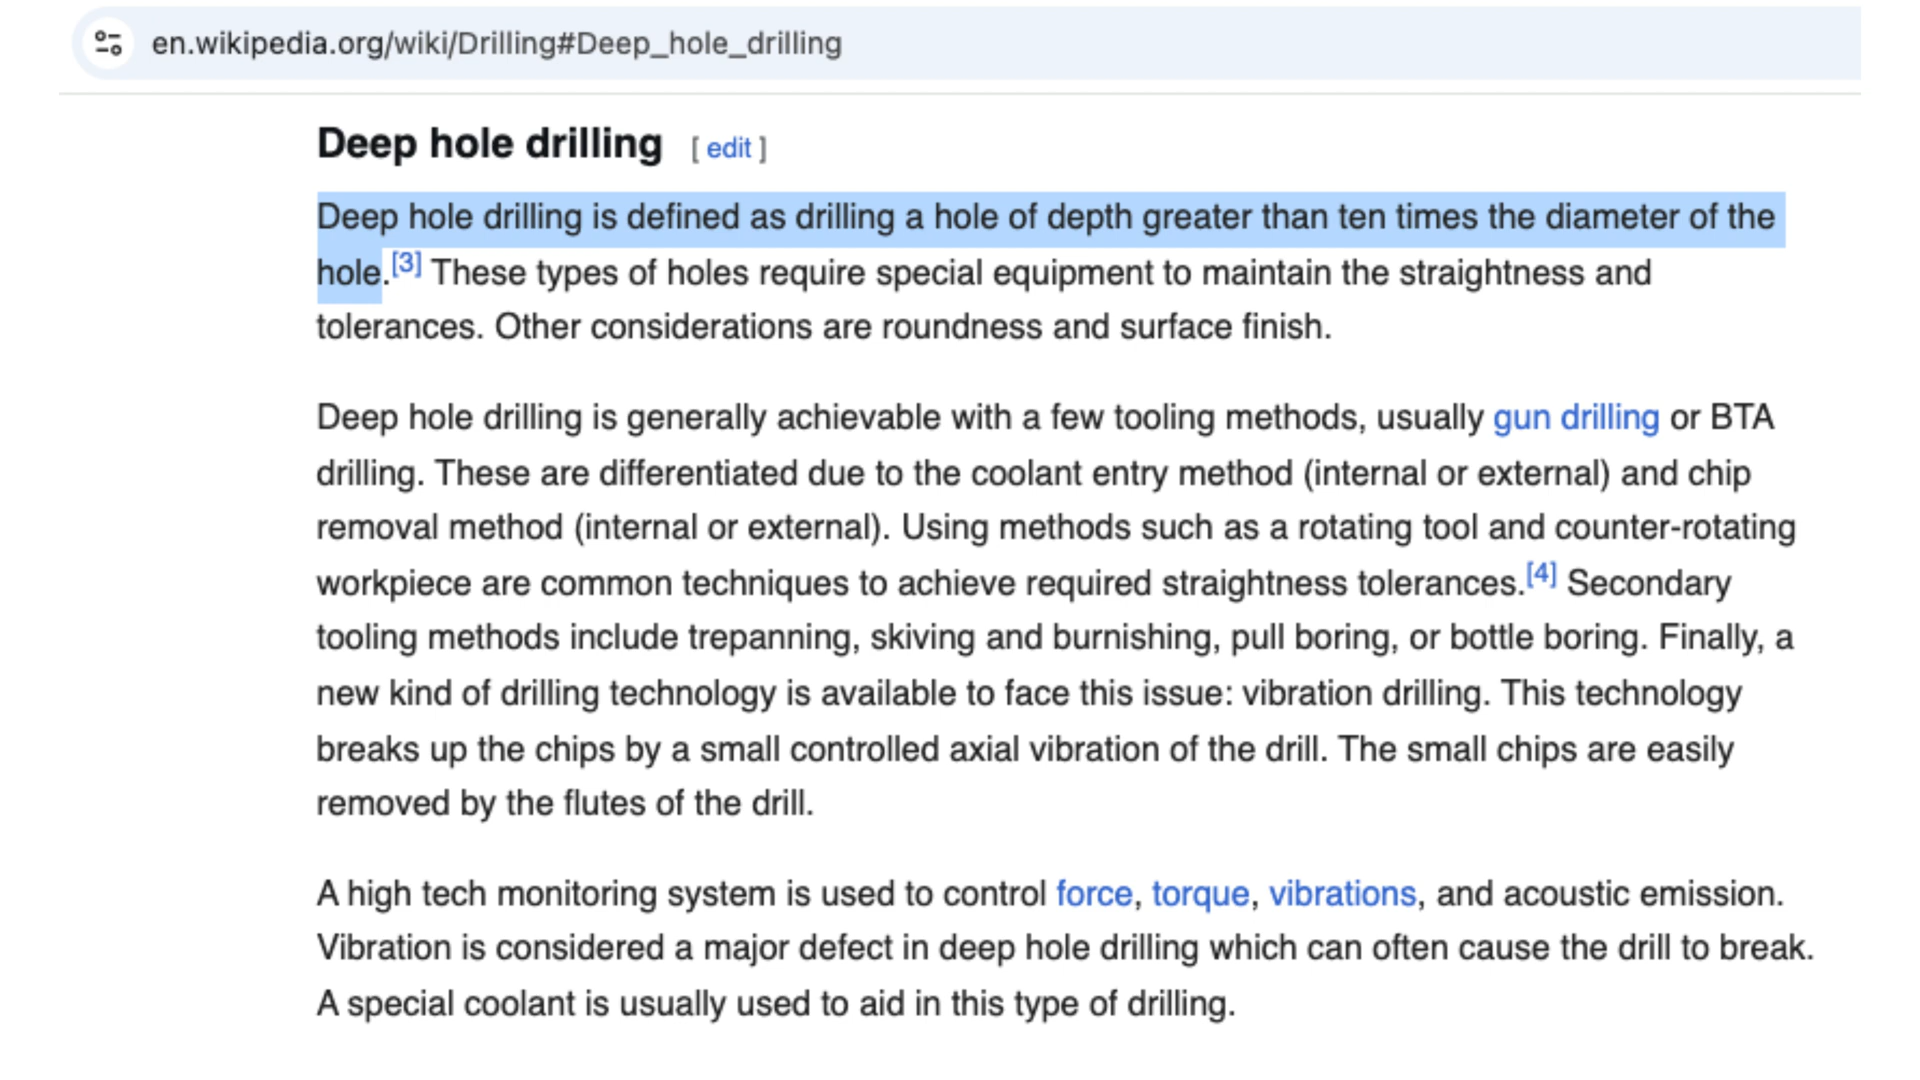 en.wikipedia.org/wiki/Drilling#Deep_hole_drilling
Deep hole drilling [ edit ]
Deep hole drilling is defined as drilling a hole of depth greater than ten times the diameter of the
hole.[3] These types of holes require special equipment to maintain the straightness and
tolerances. Other considerations are roundness and surface finish.
Deep hole drilling is generally achievable with a few tooling methods, usually gun drilling or BTA
drilling. These are differentiated due to the coolant entry method (internal or external) and chip
removal method (internal or external). Using methods such as a rotating tool and counter-rotating
workpiece are common techniques to achieve required straightness tolerances.[4] Secondary
tooling methods include trepanning, skiving and burnishing, pull boring, or bottle boring. Finally, a
new kind of drilling technology is available to face this issue: vibration drilling. This technology
breaks up the chips by a small controlled axial vibration of the drill. The small chips are easily
removed by the flutes of the drill.
A high tech monitoring system is used to control force, torque, vibrations, and acoustic emission.
Vibration is considered a major defect in deep hole drilling which can often cause the drill to break.
A special coolant is usually used to aid in this type of drilling.